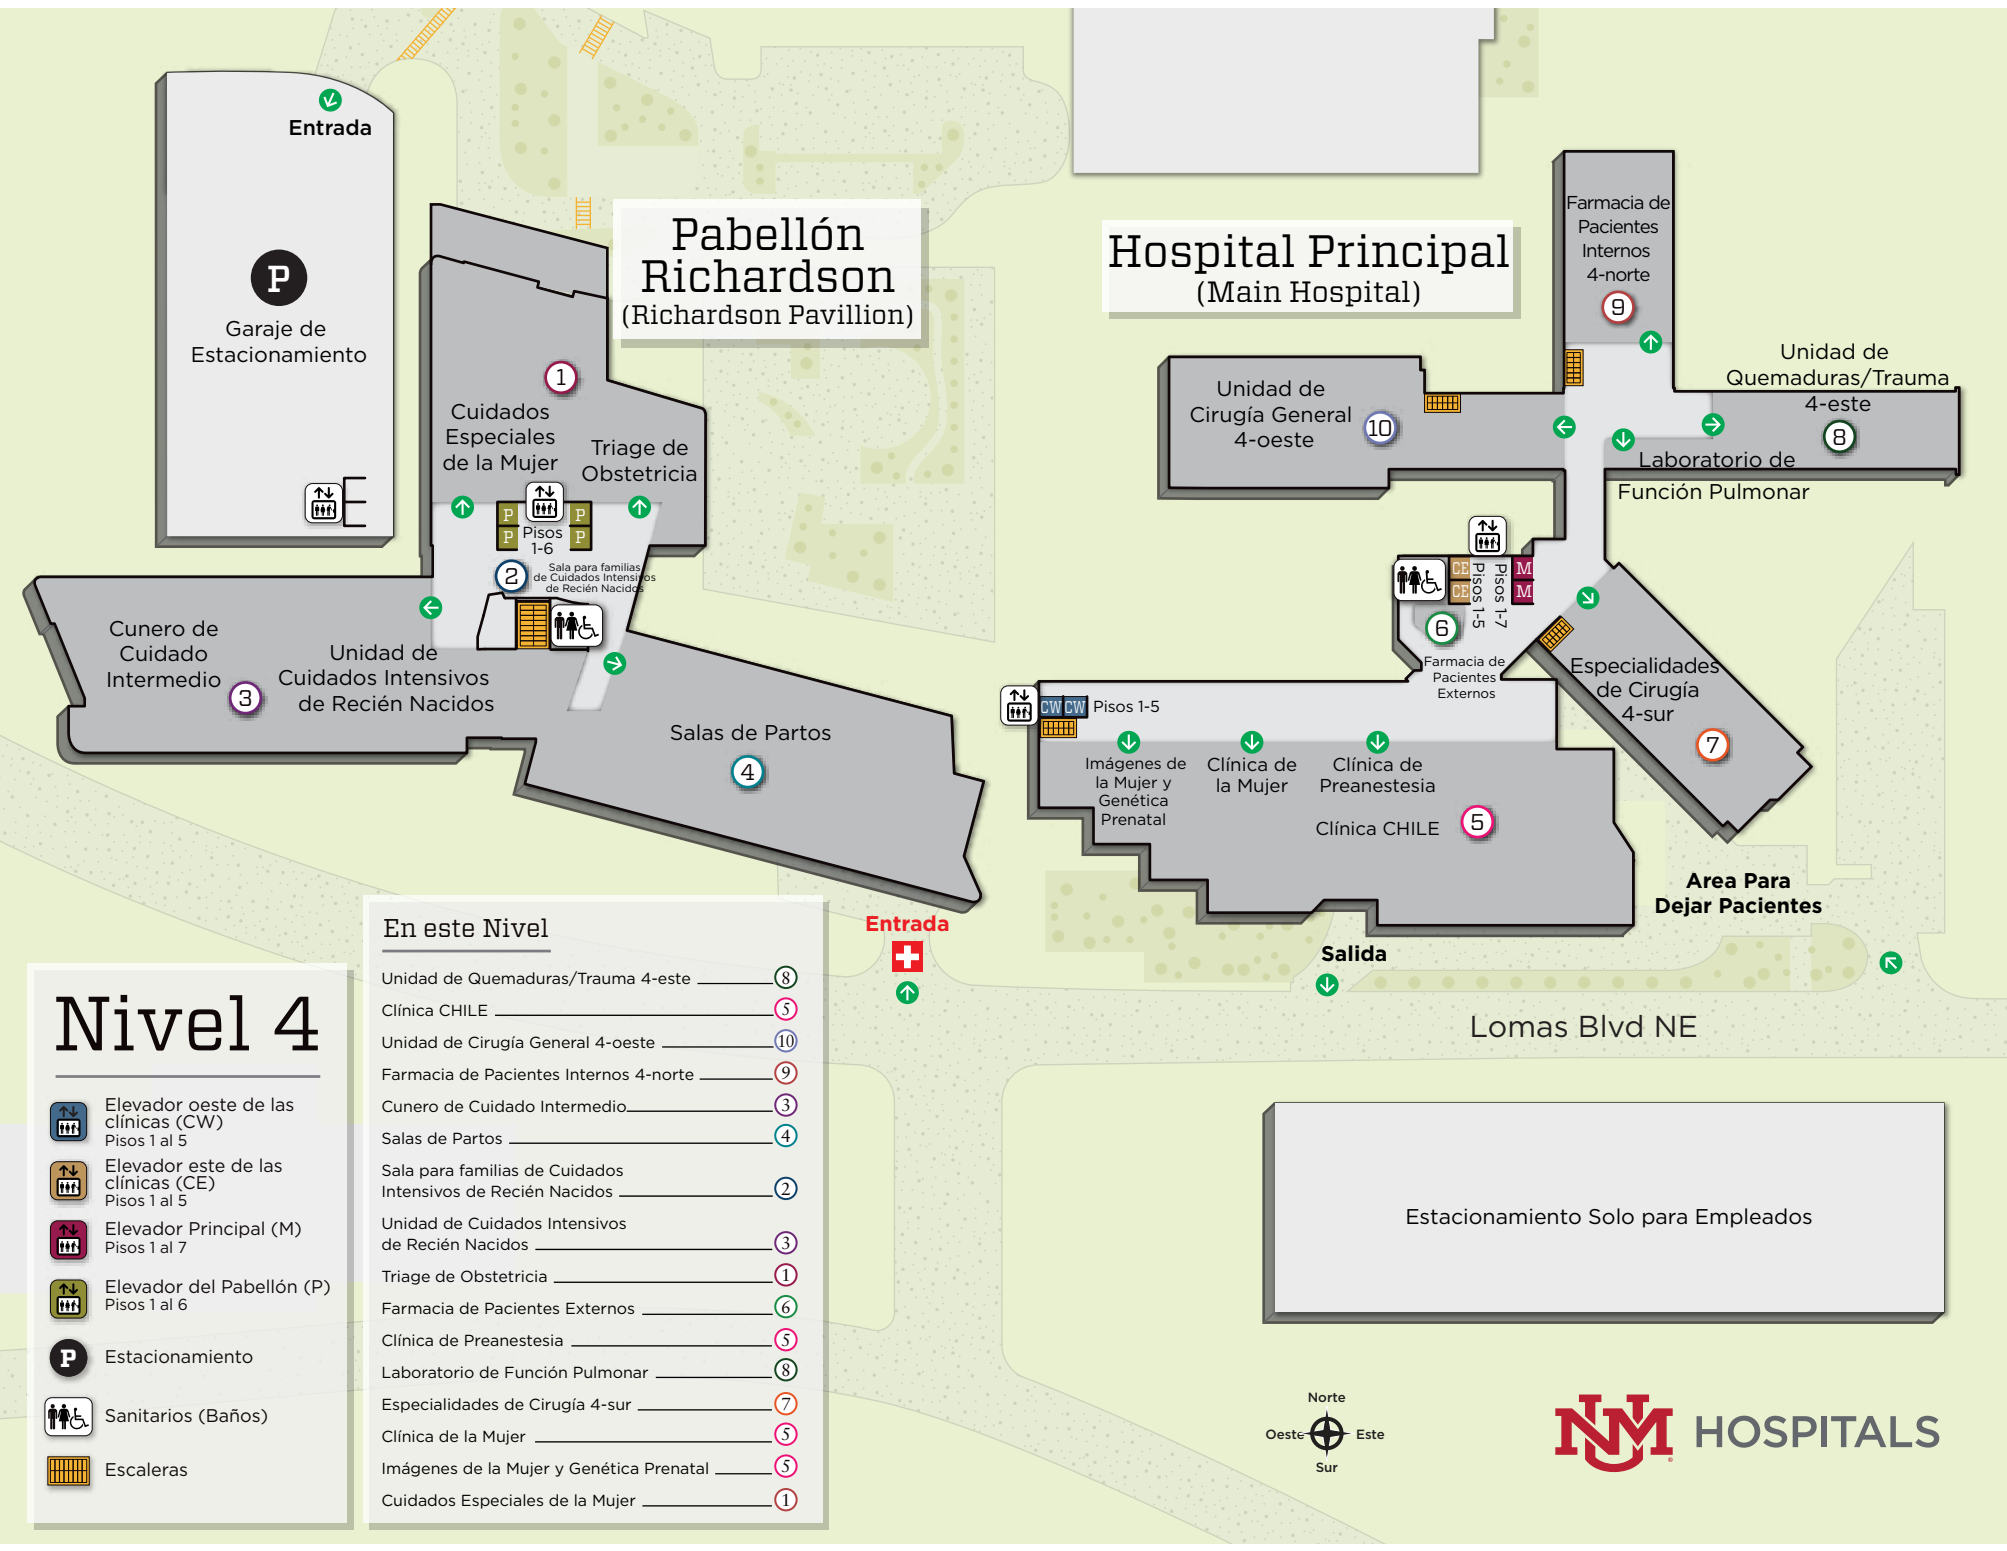 Entrada
P
Garaje de
Estacionamiento
Pabellón
Richardson
(Richardson Pavillion)
1
Cuidados
Especiales
de la Mujer
Triage de
Obstetricia
P
P
P
P
Pisos
1-6
2
Sala para familias
de Cuidados Intensivos
de Recién Nacidos
Cunero de
Cuidado
Intermedio
3
Unidad de
Cuidados Intensivos
de Recién Nacidos
Salas de Partos
4
Hospital Principal
(Main Hospital)
Farmacia de
Pacientes
Internos
4-norte
9
Unidad de
Cirugía General
4-oeste
10
Unidad de
Quemaduras/Trauma
4-este
8
Laboratorio de
Función Pulmonar
CE
CE
Pisos 1-5
Pisos 1-7
M
M
6
Farmacia de
Pacientes
Externos
Especialidades
de Cirugía
4-sur
7
CW CW Pisos 1-5
Imágenes de
la Mujer y
Genética
Prenatal
Clínica de
la Mujer
Clínica de
Preanestesia
Clínica CHILE
5
Area Para
Dejar Pacientes
Entrada
Salida
Lomas Blvd NE
Estacionamiento Solo para Empleados
Nivel 4
Elevador oeste de las
clínicas (CW)
Pisos 1 al 5
Elevador este de las
clínicas (CE)
Pisos 1 al 5
Elevador Principal (M)
Pisos 1 al 7
Elevador del Pabellón (P)
Pisos 1 al 6
P Estacionamiento
Sanitarios (Baños)
Escaleras
En este Nivel
Unidad de Quemaduras/Trauma 4-este 8
Clínica CHILE 5
Unidad de Cirugía General 4-oeste 10
Farmacia de Pacientes Internos 4-norte 9
Cunero de Cuidado Intermedio 3
Salas de Partos 4
Sala para familias de Cuidados
Intensivos de Recién Nacidos 2
Unidad de Cuidados Intensivos
de Recién Nacidos 3
Triage de Obstetricia 1
Farmacia de Pacientes Externos 6
Clínica de Preanestesia 5
Laboratorio de Función Pulmonar 8
Especialidades de Cirugía 4-sur 7
Clínica de la Mujer 5
Imágenes de la Mujer y Genética Prenatal 5
Cuidados Especiales de la Mujer 1
Norte
Oeste
Este
Sur
NUM HOSPITALS